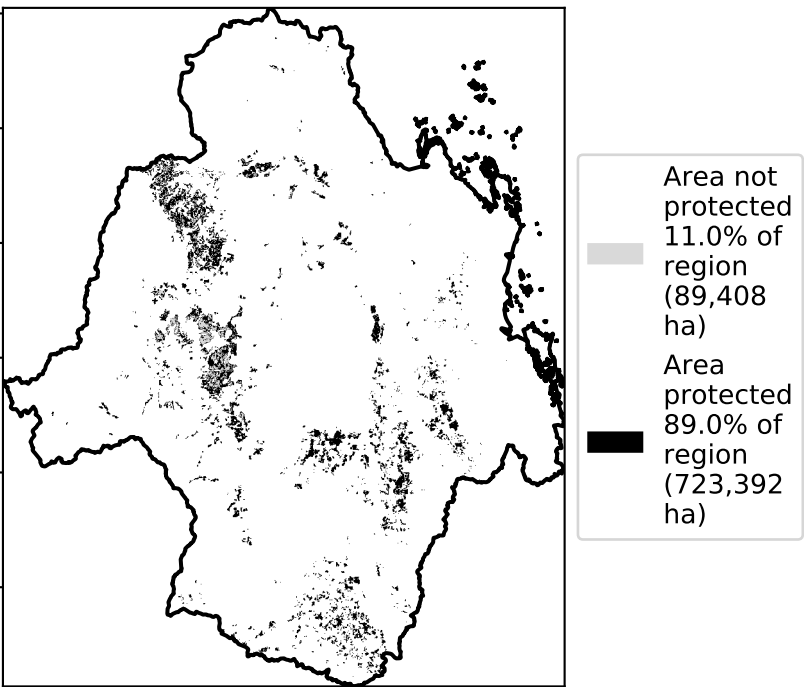 Area not
protected
11.0% of
region
(89,408
ha)
Area
protected
89.0% of
region
(723,392
ha)